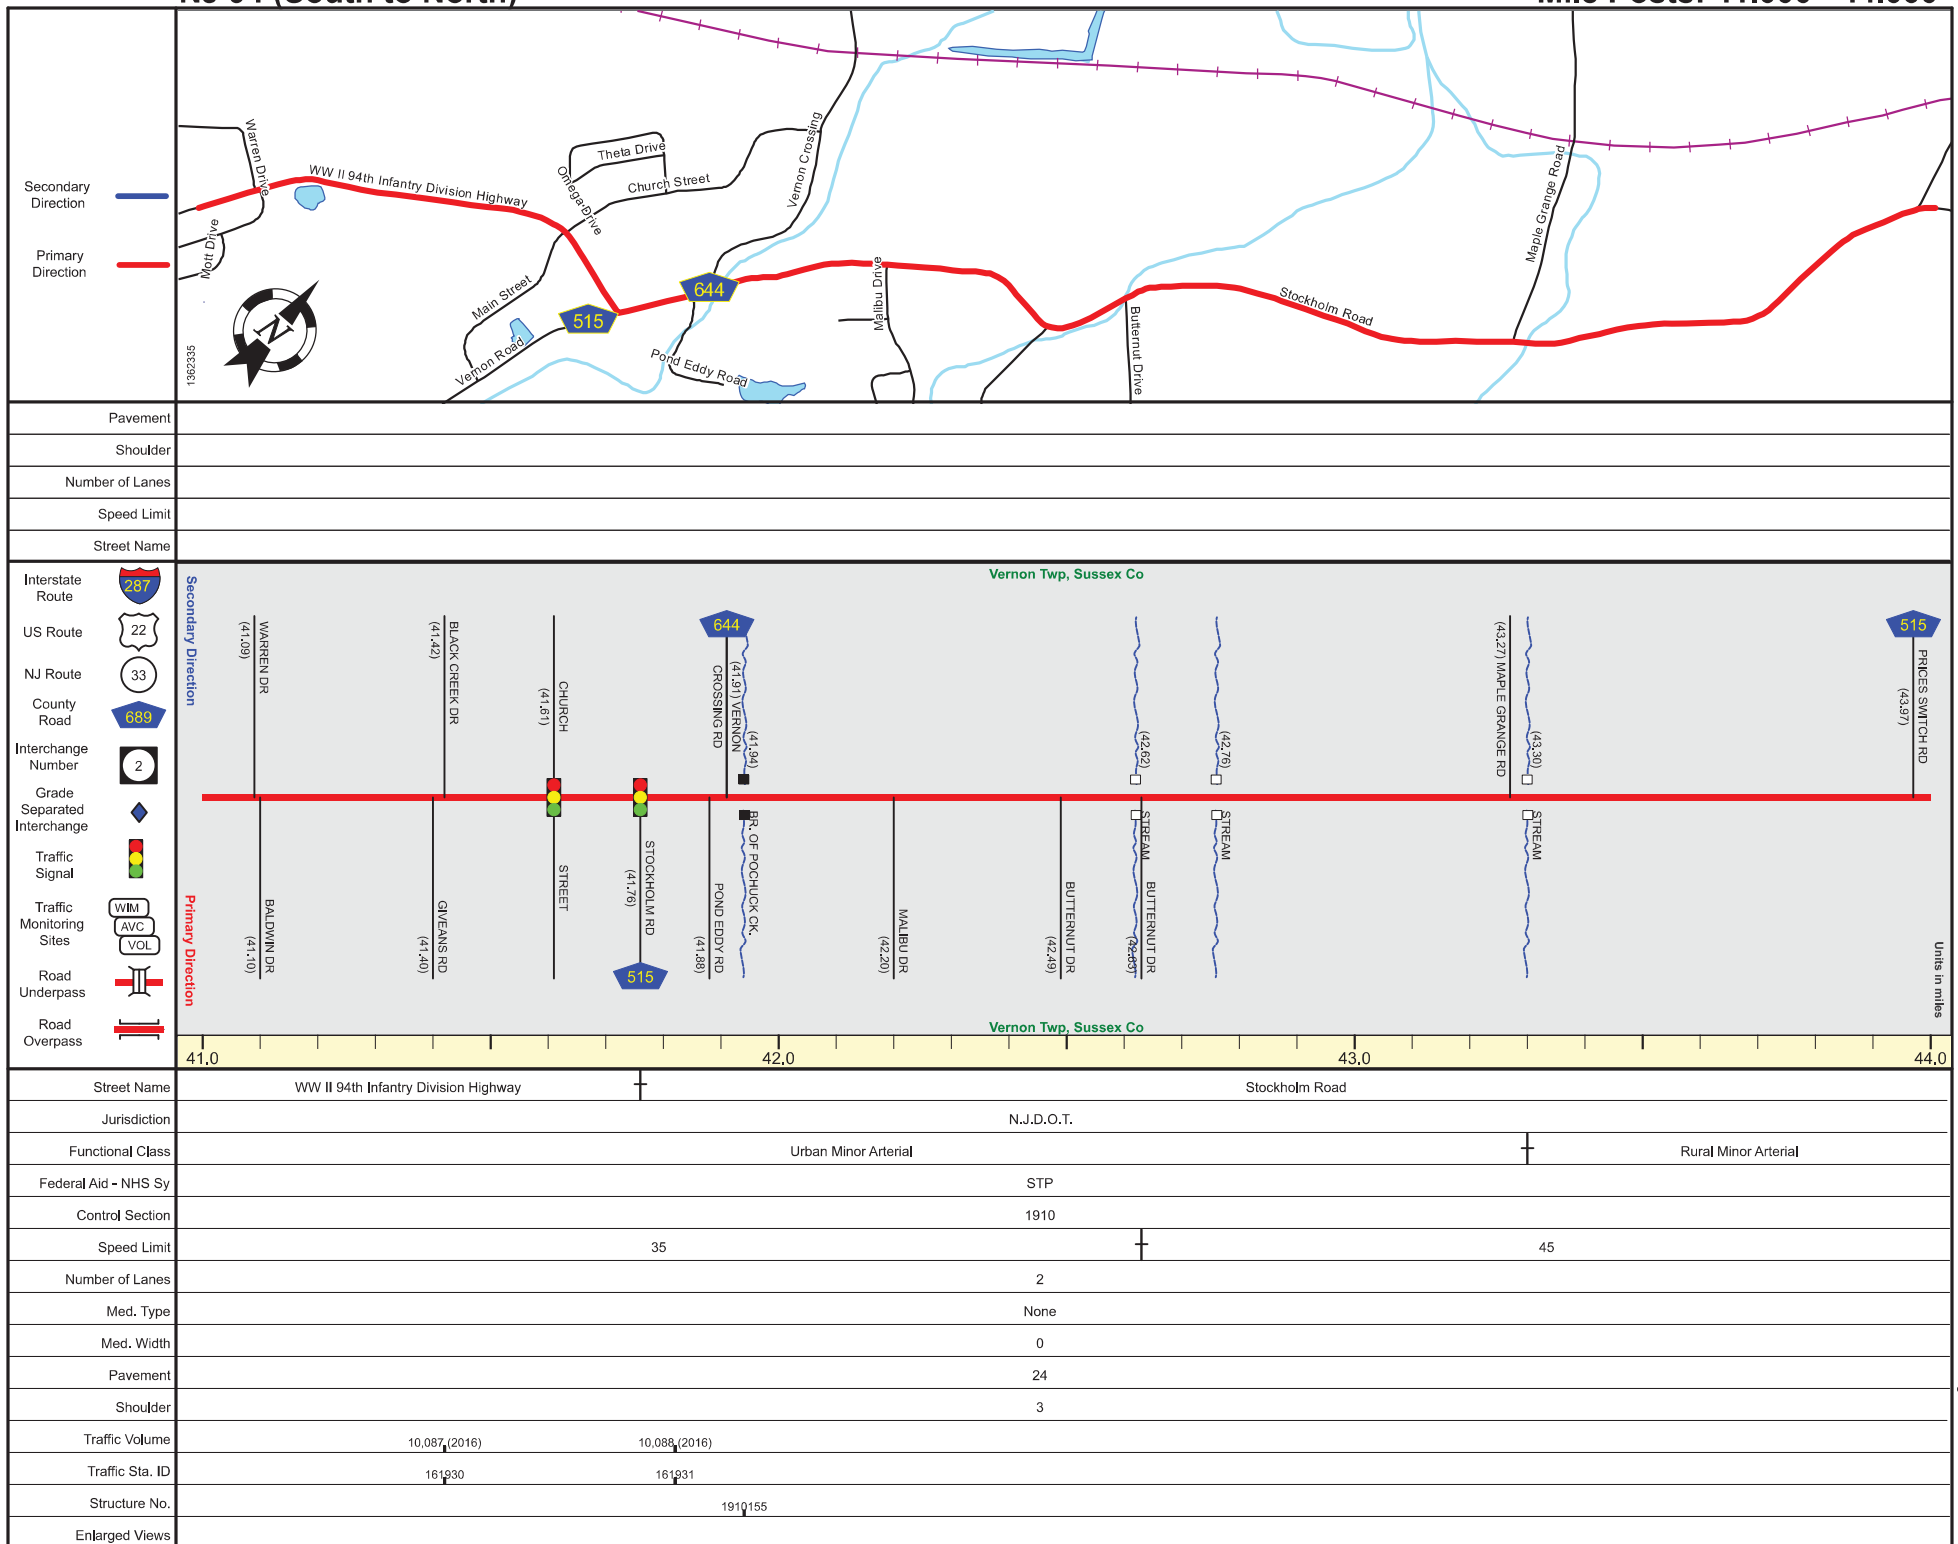 Secondary
Direction
Primary
Direction
Warren Drive
Mott Drive
WW II 94th Infantry Division Highway
Theta Drive
Omega Drive
Church Street
Vernon Crossing
Main Street
Vernon Road
515
644
Pond Eddy Road
Malibu Drive
Butternut Drive
Stockholm Road
Maple Grange Road
N
1362335
Pavement
Shoulder
Number of Lanes
Speed Limit
Street Name
Interstate
Route
287
US Route
22
NJ Route
33
County
Road
689
Interchange
Number
2
Grade
Separated
Interchange
Traffic
Signal
Traffic
Monitoring
Sites
WIM
AVC
VOL
Road
Underpass
Road
Overpass
Secondary Direction
Primary Direction
Vernon Twp, Sussex Co
WARREN DR
(41.09)
BLACK CREEK DR
(41.42)
CHURCH
(41.61)
644
(41.91) VERNON
CROSSING RD
(41.94)
(42.62)
(42.76)
(43.27) MAPLE GRANGE RD
(43.30)
515
PRICES SWITCH RD
(43.97)
BALDWIN DR
(41.10)
GIVEANS RD
(41.40)
STREET
STOCKHOLM RD
(41.76)
515
POND EDDY RD
(41.88)
BR. OF POCHUCK CK.
MALIBU DR
(42.20)
BUTTERNUT DR
(42.49)
STREAM
BUTTERNUT DR
(42.63)
STREAM
STREAM
Units in miles
Vernon Twp, Sussex Co
41.0 42.0 43.0 44.0
Street Name WW II 94th Infantry Division Highway Stockholm Road
Jurisdiction N.J.D.O.T.
Functional Class Urban Minor Arterial Rural Minor Arterial
Federal Aid - NHS Sy STP
Control Section 1910
Speed Limit 35 45
Number of Lanes 2
Med. Type None
Med. Width 0
Pavement 24
Shoulder 3
Traffic Volume 10,087 (2016) 10,088 (2016)
Traffic Sta. ID 161930 161931
Structure No. 1910155
Enlarged Views